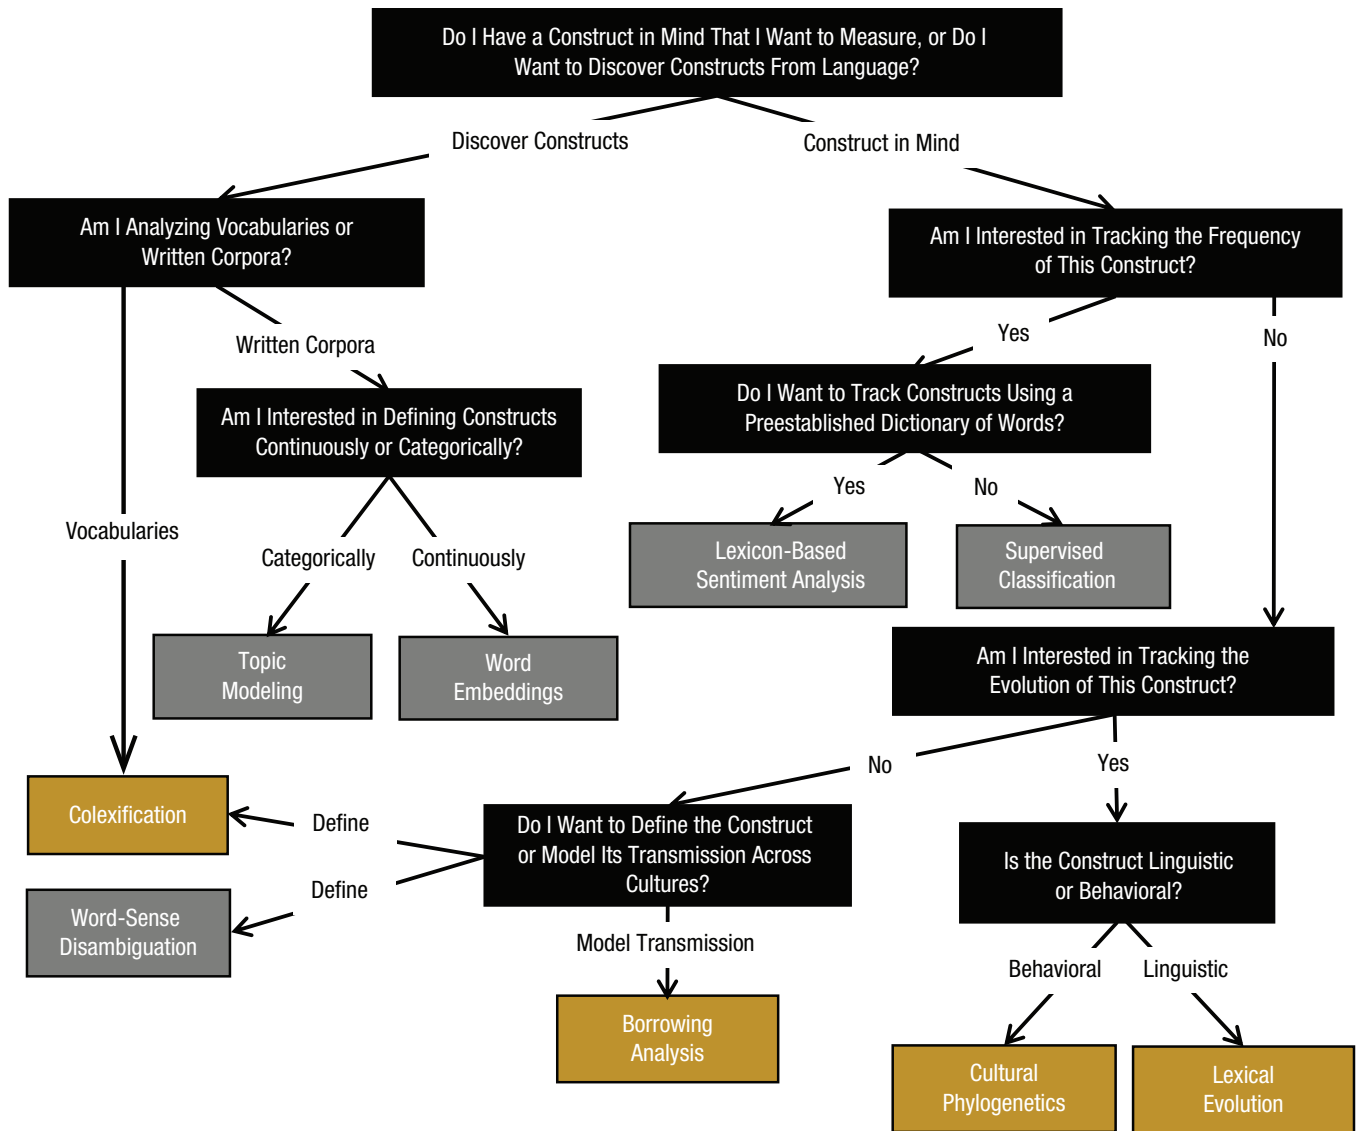 Do I Have a Construct in Mind That I Want to Measure, or Do I
Want to Discover Constructs From Language?
Discover Constructs
Construct in Mind
Am I Analyzing Vocabularies or
Written Corpora?
Am I Interested in Tracking the Frequency
of This Construct?
Written Corpora
Yes
No
Am I Interested in Defining Constructs
Continuously or Categorically?
Do I Want to Track Constructs Using a
Preestablished Dictionary of Words?
Yes
No
Vocabularies
Categorically
Continuously
Lexicon-Based
Sentiment Analysis
Supervised
Classification
Topic
Modeling
Word
Embeddings
Am I Interested in Tracking the
Evolution of This Construct?
No
Yes
Colexification
Define
Define
Word-Sense
Disambiguation
Do I Want to Define the Construct
or Model Its Transmission Across
Cultures?
Is the Construct Linguistic
or Behavioral?
Model Transmission
Behavioral
Linguistic
Borrowing
Analysis
Cultural
Phylogenetics
Lexical
Evolution